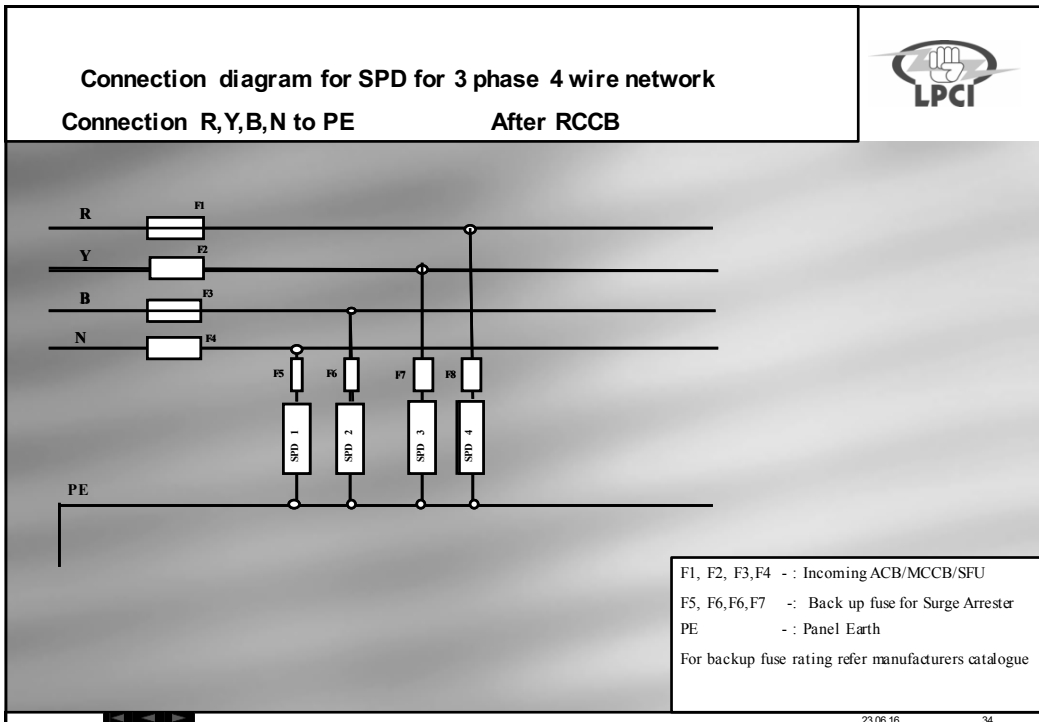 Connection diagram for SPD for 3 phase 4 wire network
Connection R,Y,B,N to PE After RCCB
LPCI
R
F1
Y
F2
B
F3
N
F4
F5
F6
F7
F8
SPD 1
SPD 2
SPD 3
SPD 4
PE
F1, F2, F3,F4 - : Incoming ACB/MCCB/SFU
F5, F6,F6,F7 -: Back up fuse for Surge Arrester
PE - : Panel Earth
For backup fuse rating refer manufacturers catalogue
23.06.16 34